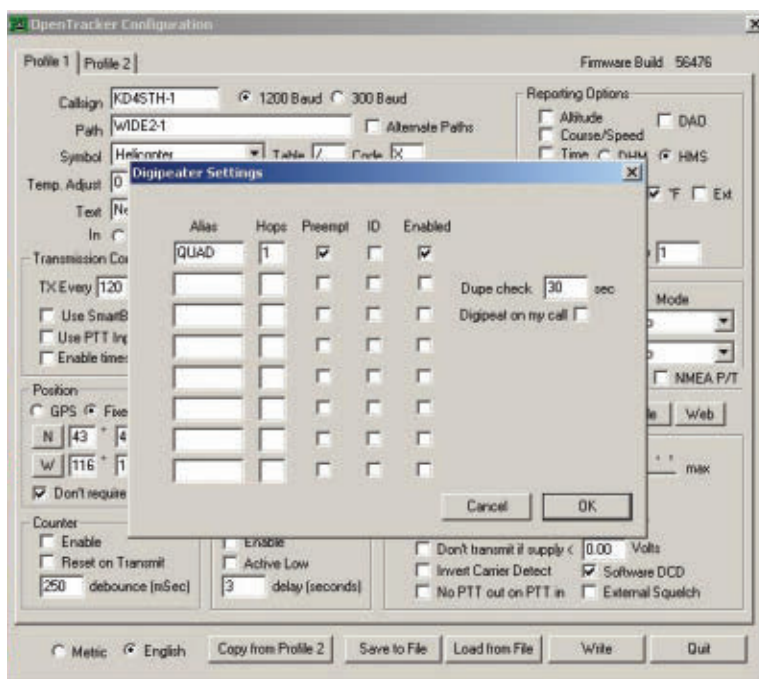 OpenTracker Configuration
Profile 1 Profile 2 Firmware Build 56476
Callsign KD4STH-1 1200 Baud 300 Baud
Path WIDE2-1 Alternate Paths
Symbol Helicopter Table / Code X
Temp. Adjust 0
Text
In
Reporting Options
Altitude DAO
Course/Speed
Time DHM HMS
°F Ext
1
Transmission
TX Every 120
Use
Use PTT
Enable
Mode
NMEA P/T
Web
max
Position
GPS
N 43 °
W 116 °
Don't require
Digipeater Settings
Alias Hops Preempt ID Enabled
QUAD 1
Dupe check 30 sec
Digipeat on my call
Cancel OK
Counter
Enable
Reset on Transmit
250 debounce (mSec)
Enable
Active Low
3 delay (seconds)
Don't transmit if supply < 0.00 Volts
Invert Carrier Detect Software DCD
No PTT out on PTT in External Squelch
Metric English Copy from Profile 2 Save to File Load from File Write Quit